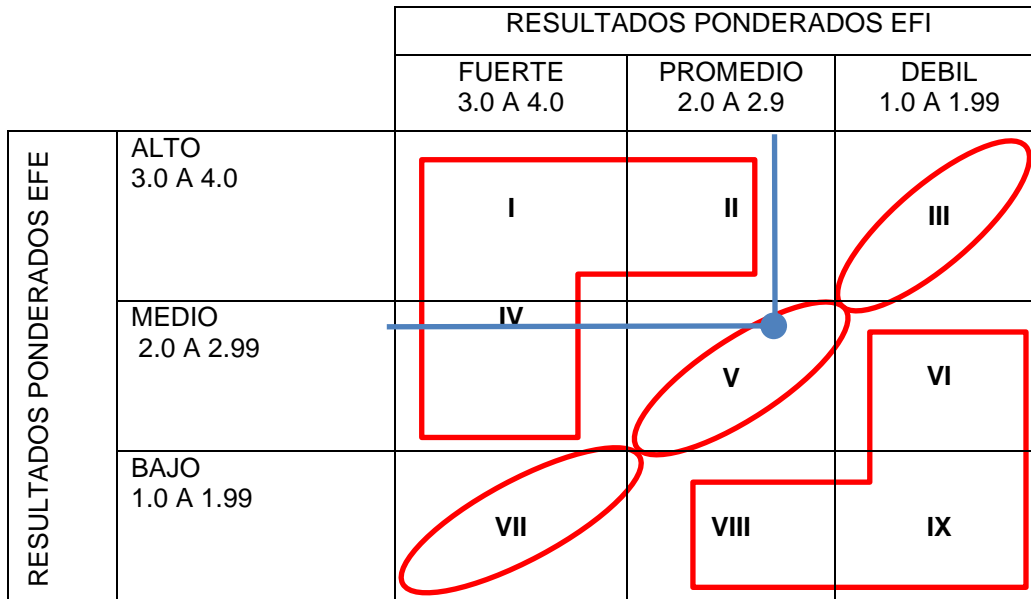 RESULTADOS PONDERADOS EFI
FUERTE
3.0 A 4.0
PROMEDIO
2.0 A 2.9
DEBIL
1.0 A 1.99
RESULTADOS PONDERADOS EFE
ALTO
3.0 A 4.0
I
II
III
MEDIO
2.0 A 2.99
IV
V
VI
BAJO
1.0 A 1.99
VII
VIII
IX